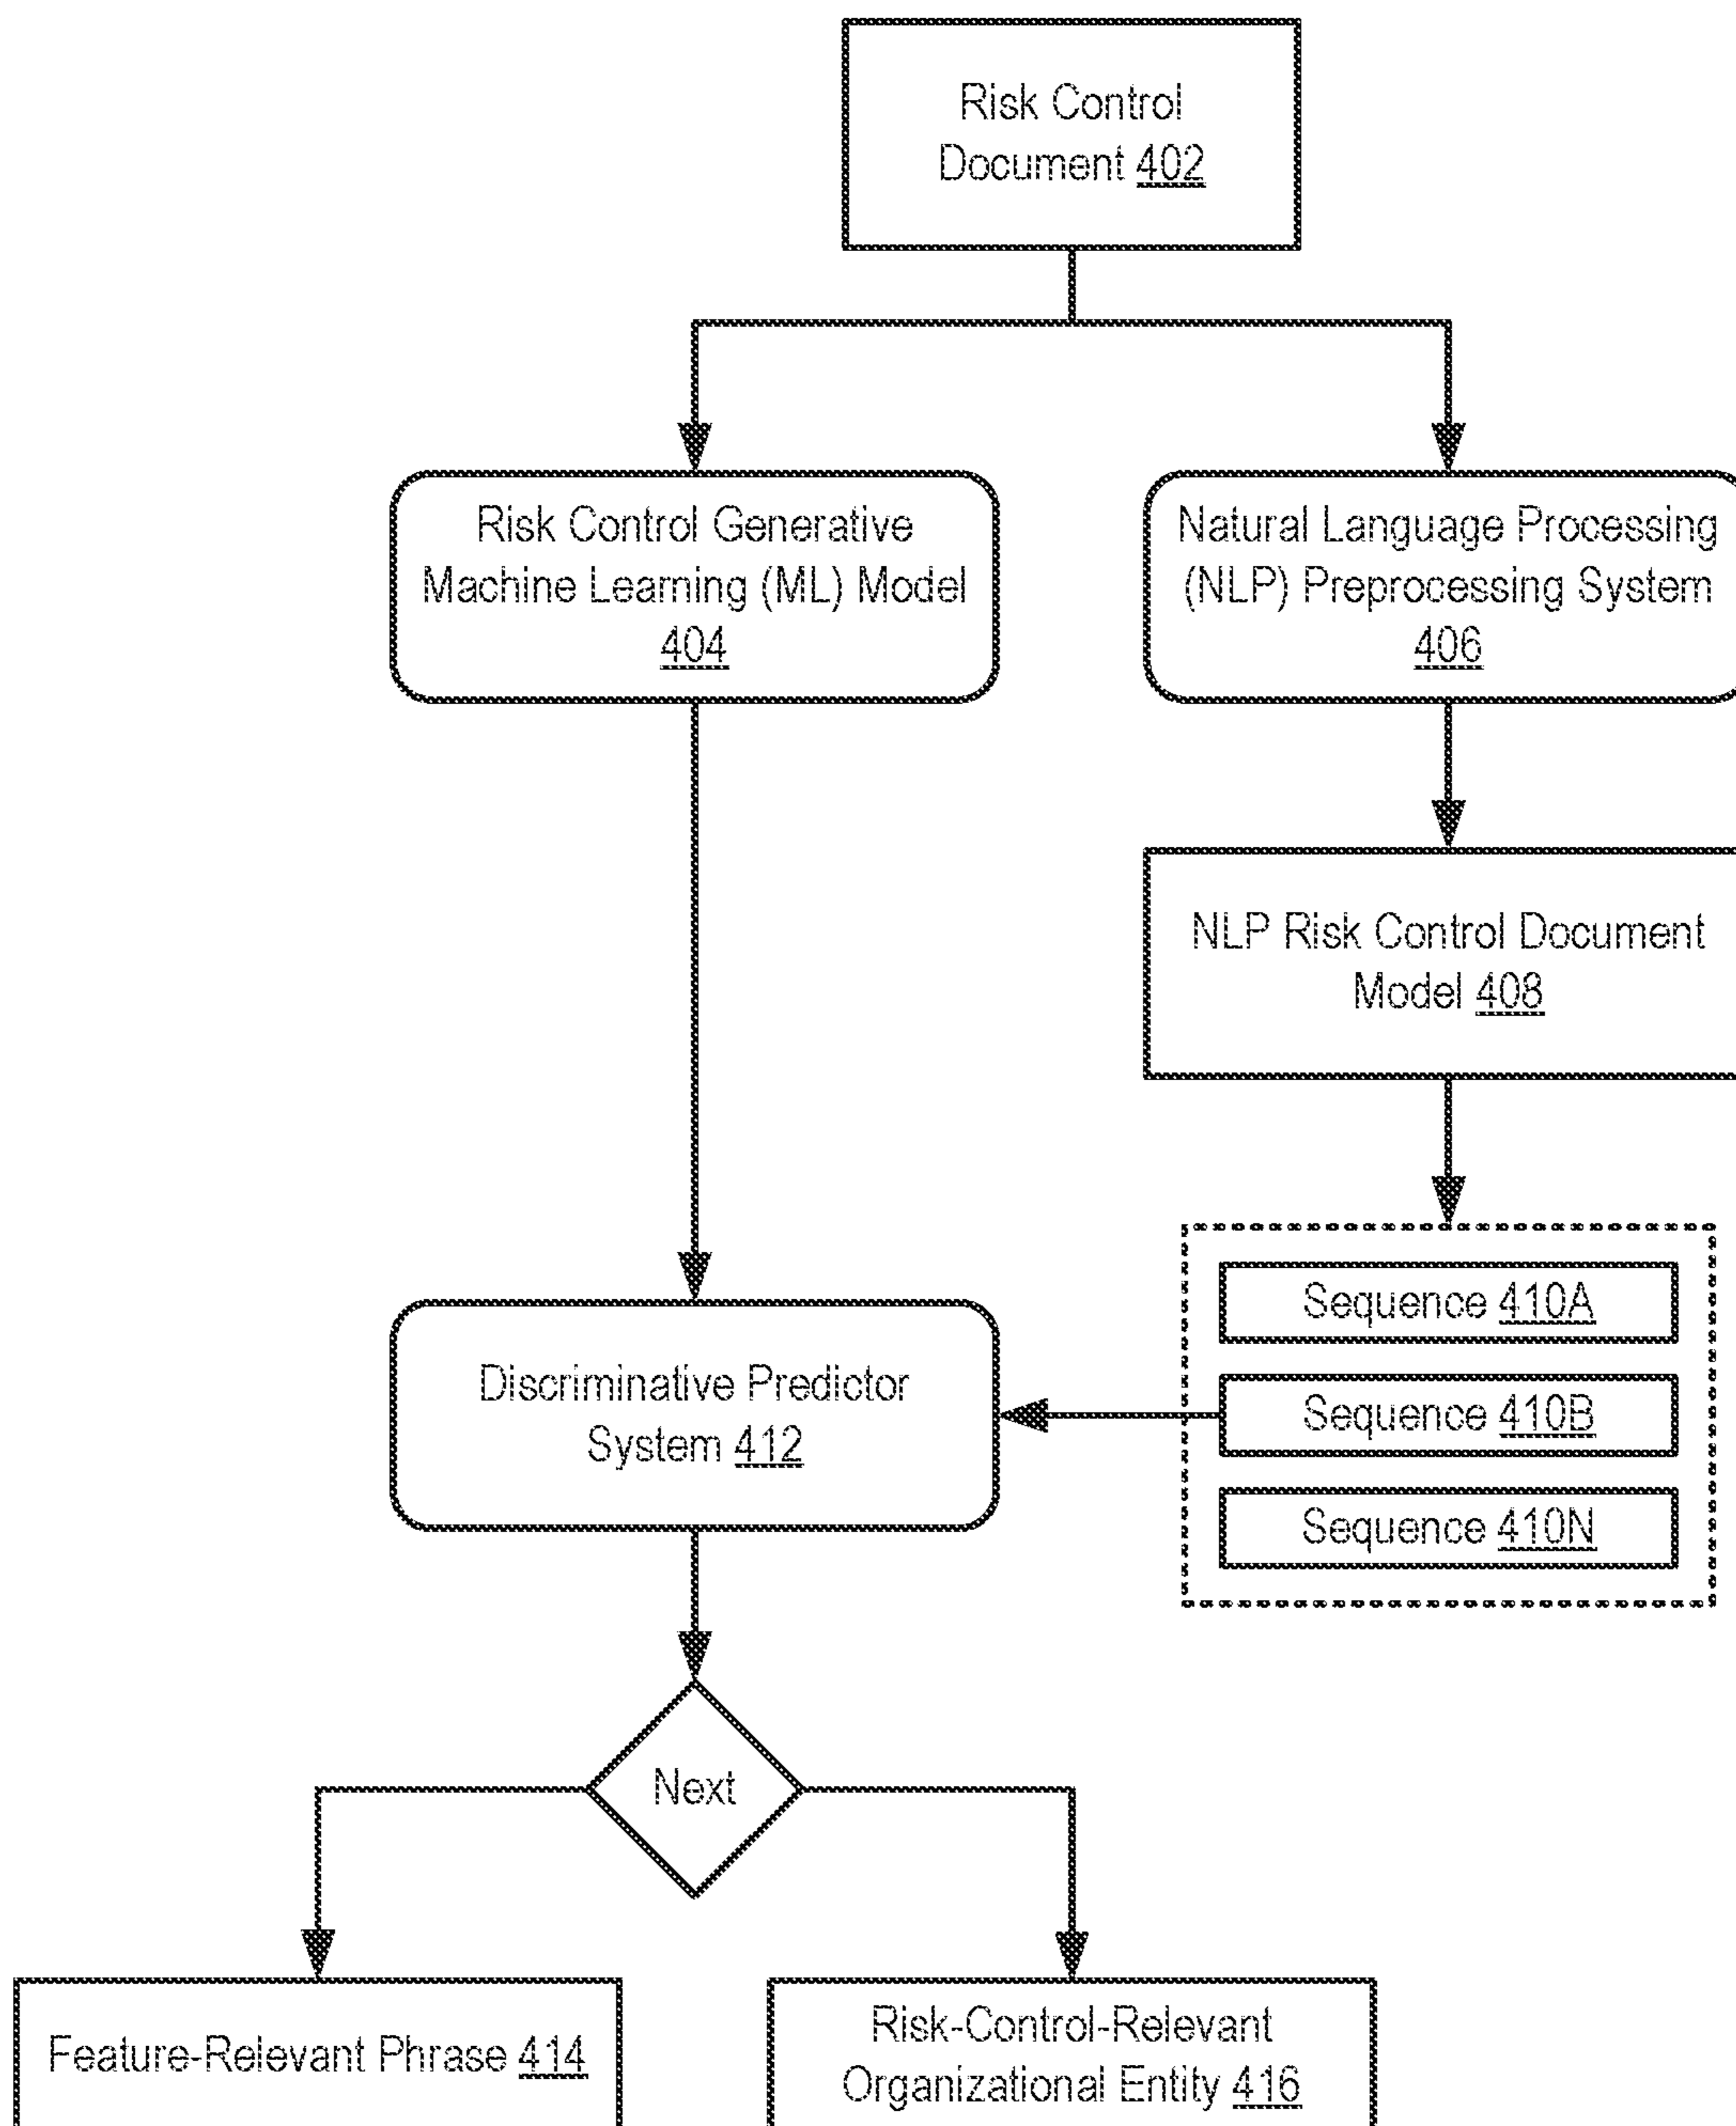 Risk Control
Document 402
Risk Control Generative
Machine Learning (ML) Model
404
Natural Language Processing
(NLP) Preprocessing System
406
NLP Risk Control Document
Model 408
Sequence 410A
Sequence 410B
Sequence 410N
Discriminative Predictor
System 412
Next
Feature-Relevant Phrase 414
Risk-Control-Relevant
Organizational Entity 416